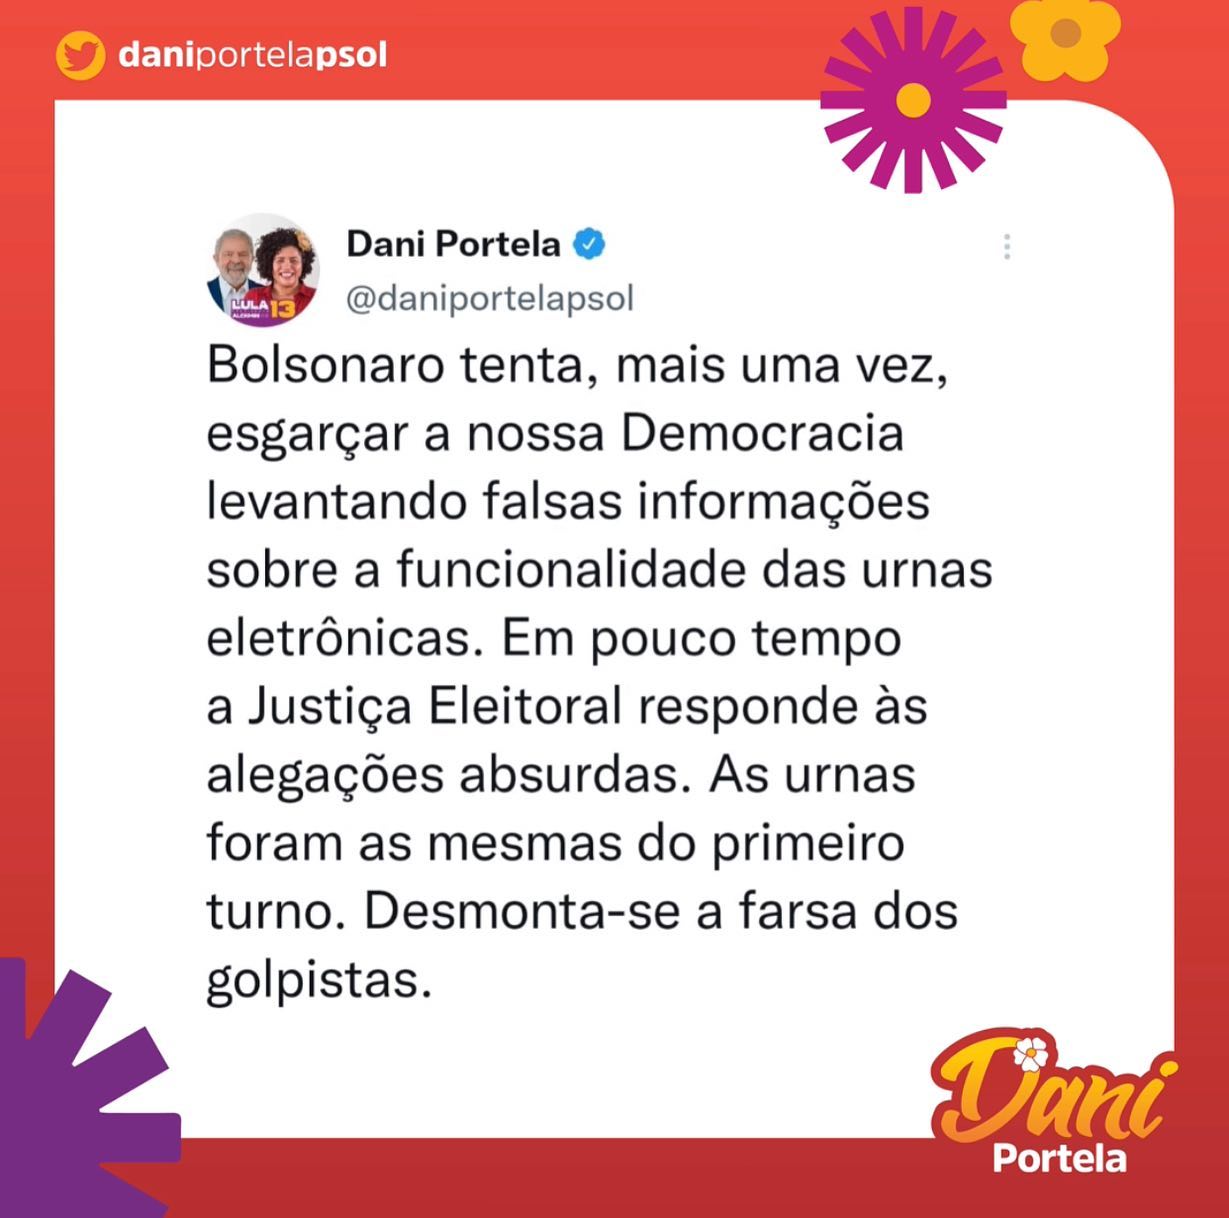 daniportelapsol
Dani Portela
@daniportelapsol
LULA 13
ALCKMIN
Bolsonaro tenta, mais uma vez,
esgarçar a nossa Democracia
levantando falsas informações
sobre a funcionalidade das urnas
eletrônicas. Em pouco tempo
a Justiça Eleitoral responde às
alegações absurdas. As urnas
foram as mesmas do primeiro
turno. Desmonta-se a farsa dos
golpistas.
Dani
Portela